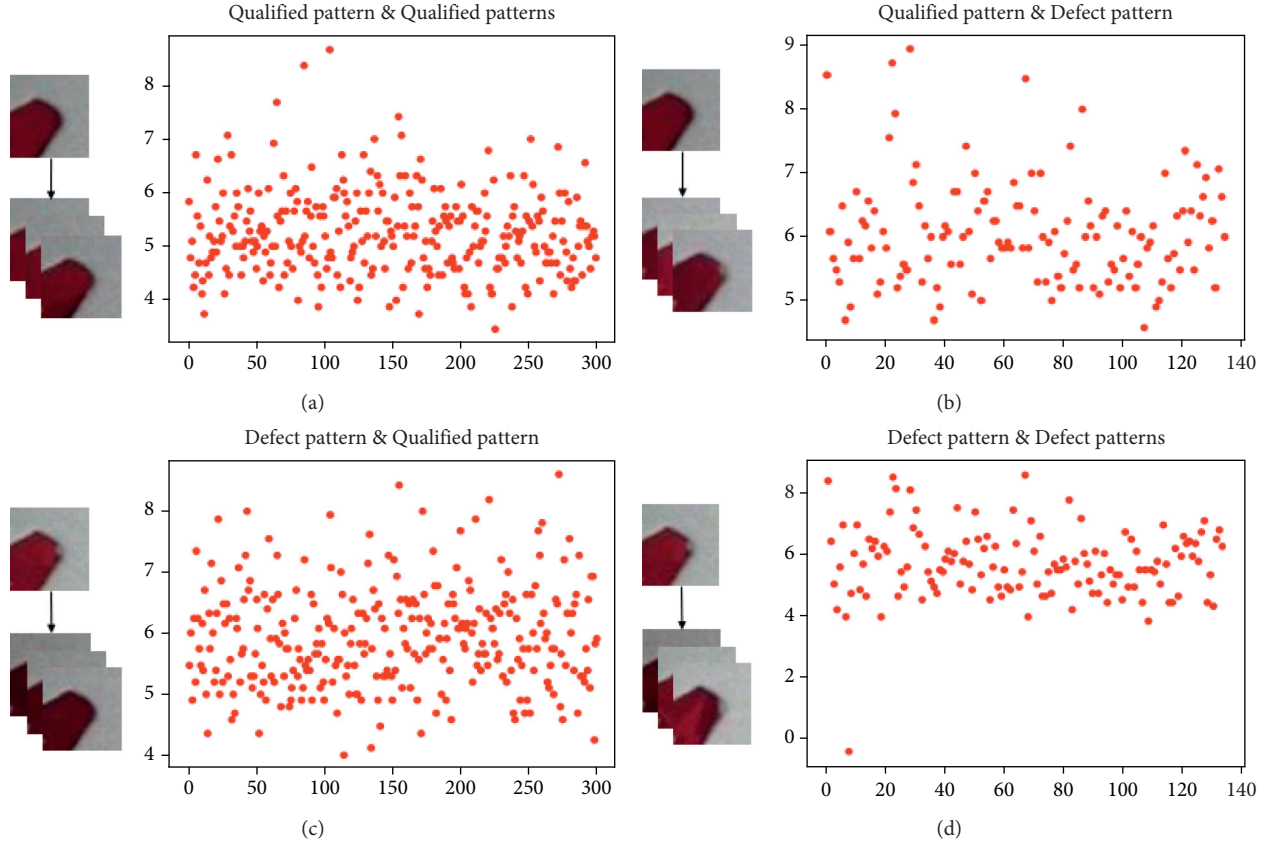 Qualified pattern & Qualified patterns
8
7
6
5
4
0 50 100 150 200 250 300
(a)
Qualified pattern & Defect pattern
9
8
7
6
5
0 20 40 60 80 100 120 140
(b)
Defect pattern & Qualified pattern
8
7
6
5
4
0 50 100 150 200 250 300
(c)
Defect pattern & Defect patterns
8
6
4
2
0
0 20 40 60 80 100 120 140
(d)